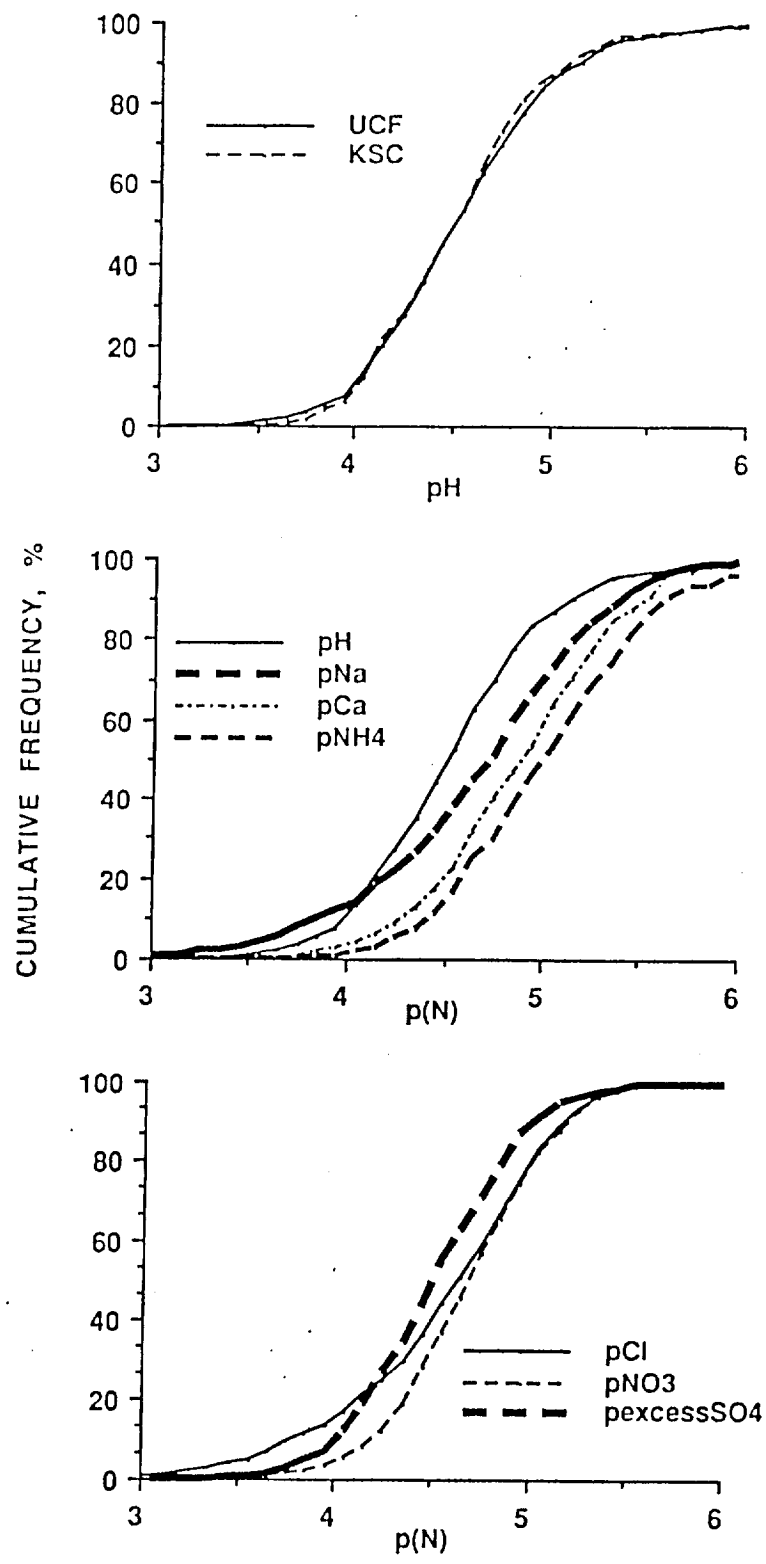 100
80
60
40
20
0
UCF
KSC
3 4 5 6
pH
CUMULATIVE FREQUENCY, %
100
80
60
40
20
0
pH
pNa
pCa
pNH4
3 4 5 6
p(N)
100
80
60
40
20
0
pCl
pNO3
pexcessSO4
3 4 5 6
p(N)